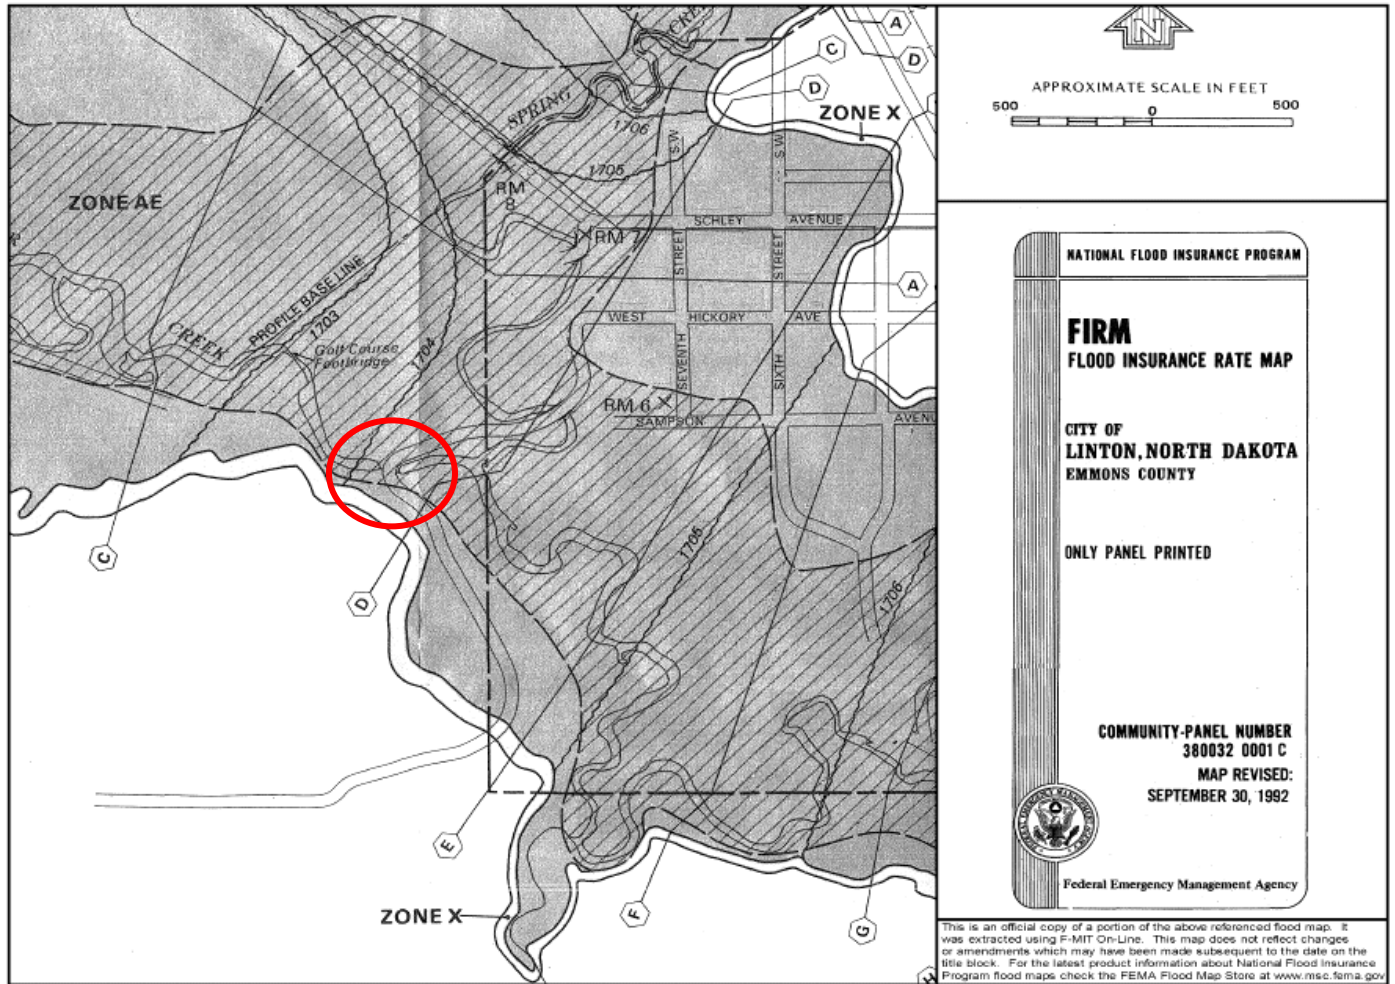 A
C
D
D
ZONE X
CREEK
SPRING
1706
1705
S.W.
S.W.
RM
8
ZONE AE
SCHLEY AVENUE
RM 7
STREET
STREET
A
PROFILE BASE LINE
1703
CREEK
Golf Course
Footbridge
1704
WEST HICKORY AVE
SEVENTH
SIXTH
RM 6
SAMPSON
AVENU
C
D
1705
1706
E
F
G
H
ZONE X
N
APPROXIMATE SCALE IN FEET
500 0 500
NATIONAL FLOOD INSURANCE PROGRAM
FIRM
FLOOD INSURANCE RATE MAP
CITY OF
LINTON, NORTH DAKOTA
EMMONS COUNTY
ONLY PANEL PRINTED
COMMUNITY-PANEL NUMBER
380032 0001 C
MAP REVISED:
SEPTEMBER 30, 1992
Federal Emergency Management Agency
This is an official copy of a portion of the above referenced flood map. It
was extracted using F-MIT On-Line. This map does not reflect changes
or amendments which may have been made subsequent to the date on the
title block. For the latest product information about National Flood Insurance
Program flood maps check the FEMA Flood Map Store at www.msc.fema.gov